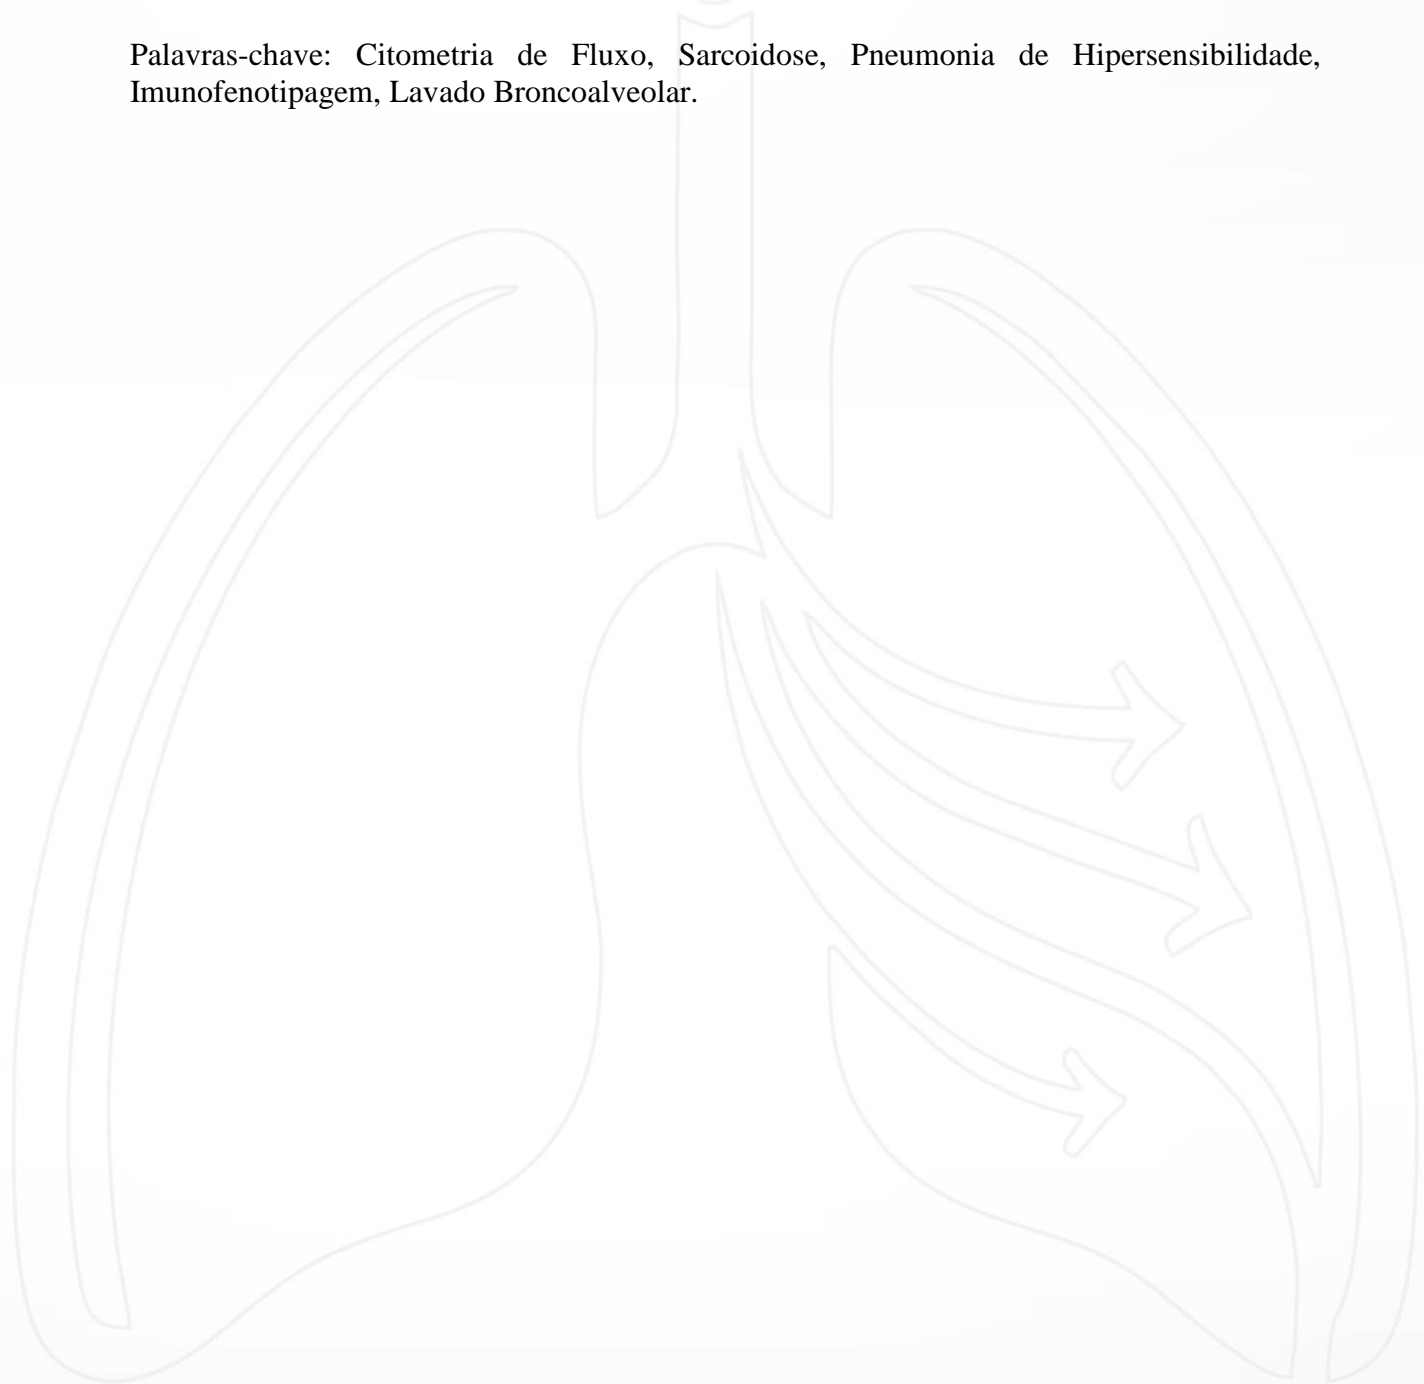 Palavras-chave: Citometria de Fluxo, Sarcoidose, Pneumonia de Hipersensibilidade,
Imunofenotipagem, Lavado Broncoalveolar.